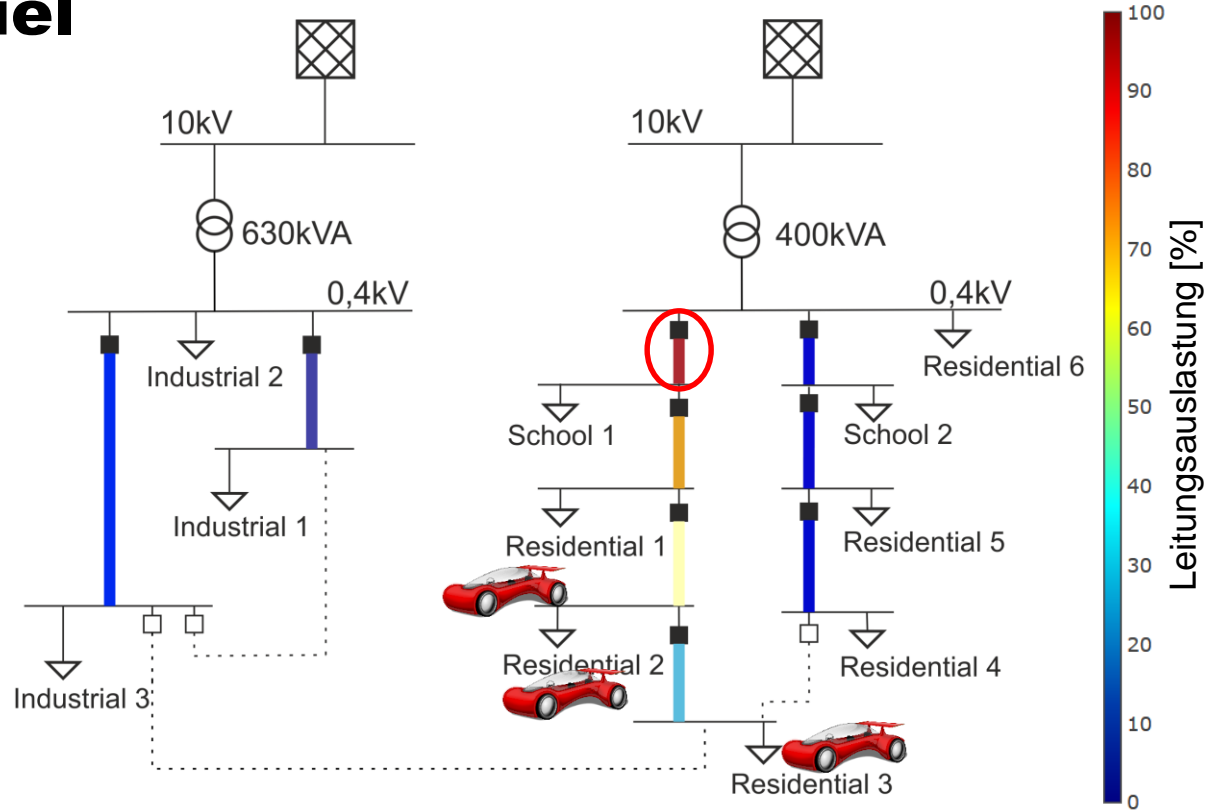 10kV
10kV
630kVA
400kVA
0,4kV
0,4kV
Industrial 2
Residential 6
School 1
School 2
Industrial 1
Residential 1
Residential 5
Residential 2
Residential 4
Industrial 3
Residential 3
100
90
80
70
60
50
40
30
20
10
0
Leitungsauslastung [%]